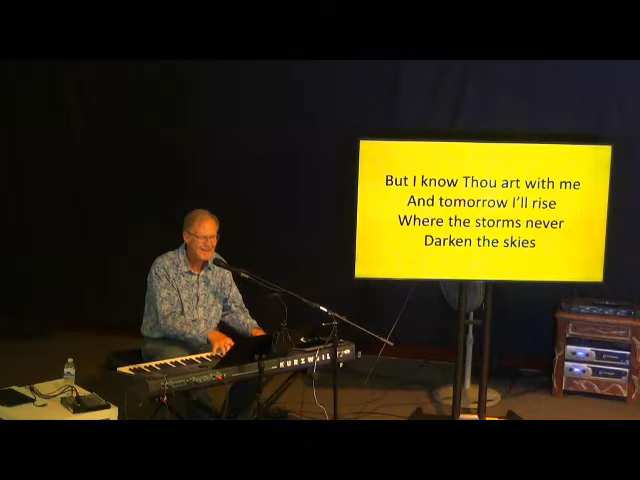 But I know Thou art with me
And tomorrow I'll rise
Where the storms never
Darken the skies
KURZWEIL